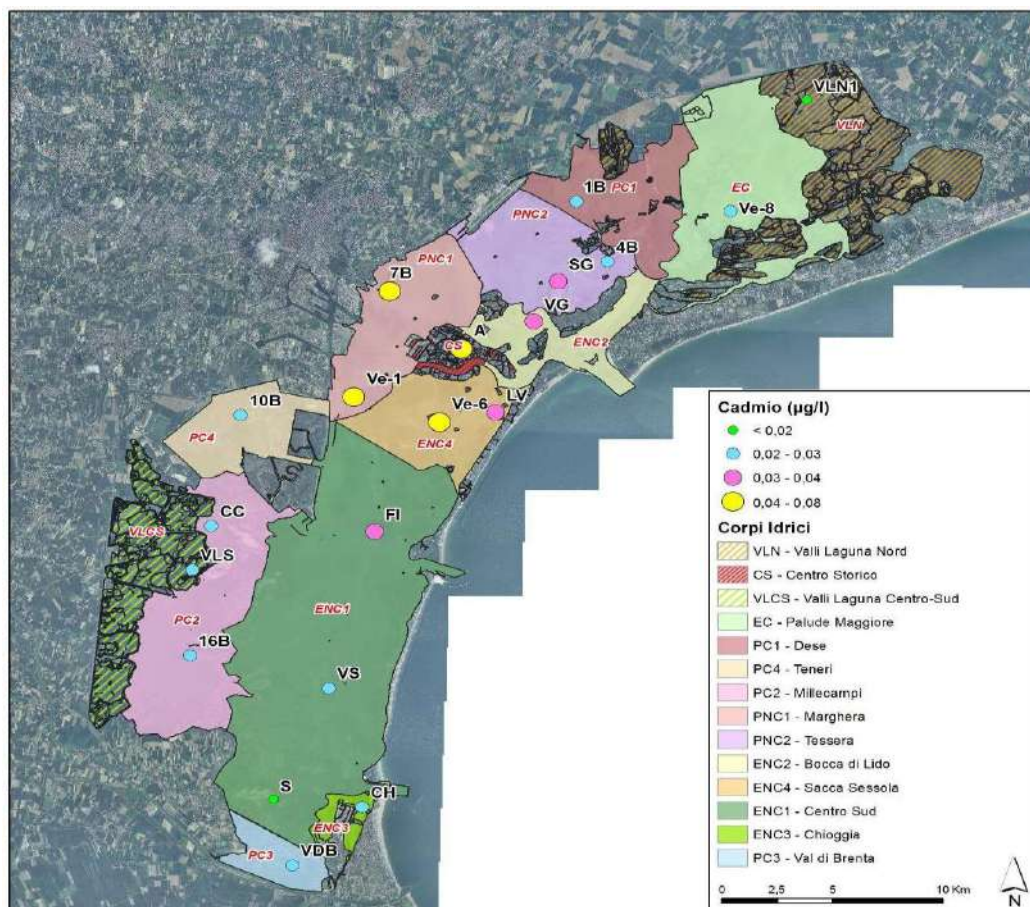 VLN1
VLN
1B
PC1
EC
Ve-8
PNC2
4B
SG
PNC1
7B
VG
A
CS
ENC2
Ve-1
LV
Ve-6
10B
PC4
ENC4
CC
FI
VLCS
VLS
ENC1
PC2
16B
VS
S
CH
ENC3
VDB
PC3
Cadmio (µg/l)
< 0,02
0,02 - 0,03
0,03 - 0,04
0,04 - 0,08
Corpi Idrici
VLN - Valli Laguna Nord
CS - Centro Storico
VLCS - Valli Laguna Centro-Sud
EC - Palude Maggiore
PC1 - Dese
PC4 - Teneri
PC2 - Millecampi
PNC1 - Marghera
PNC2 - Tessera
ENC2 - Bocca di Lido
ENC4 - Sacca Sessola
ENC1 - Centro Sud
ENC3 - Chioggia
PC3 - Val di Brenta
0 2,5 5 10 Km
N